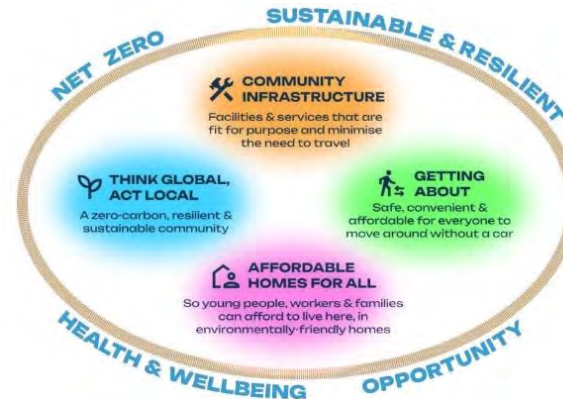 NET ZERO
SUSTAINABLE & RESILIENT
COMMUNITY
INFRASTRUCTURE
Facilities & services that are
fit for purpose and minimise
the need to travel
THINK GLOBAL,
ACT LOCAL
A zero-carbon, resilient &
sustainable community
GETTING
ABOUT
Safe, convenient &
affordable for everyone to
move around without a car
AFFORDABLE
HOMES FOR ALL
So young people, workers & families
can afford to live here, in
environmentally-friendly homes
HEALTH & WELLBEING
OPPORTUNITY